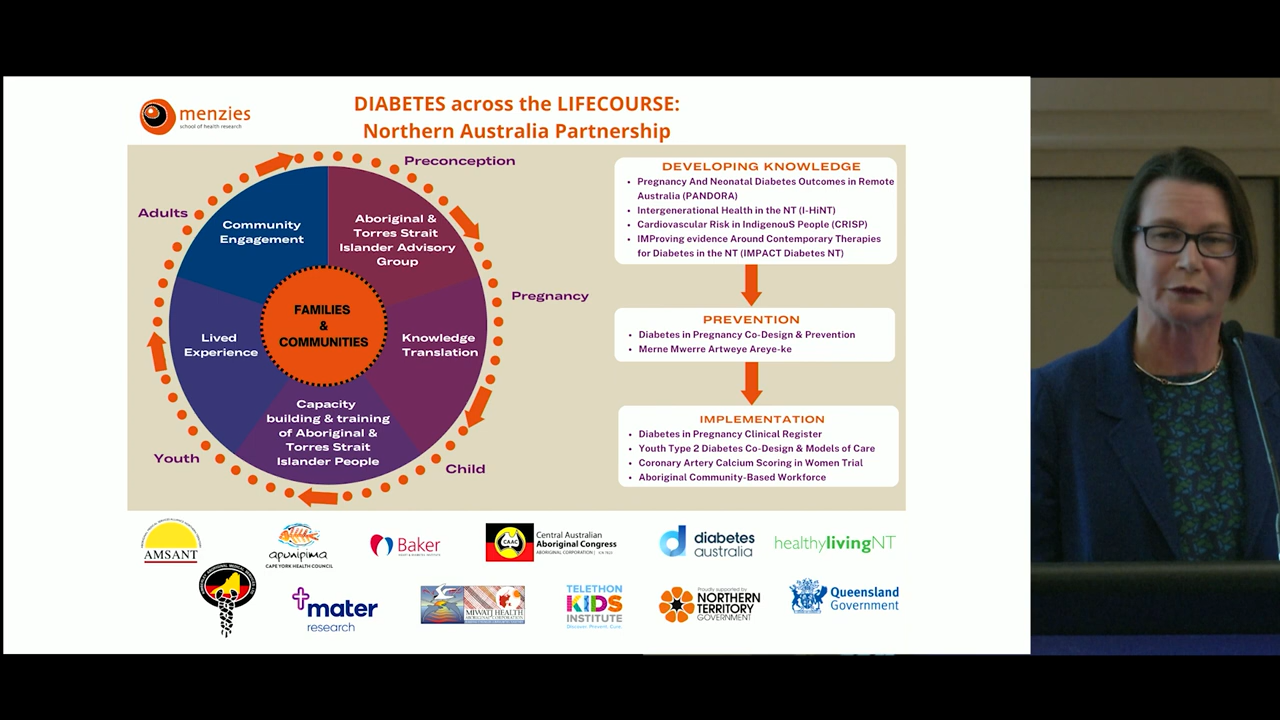 menzies
school of health research
DIABETES across the LIFECOURSE:
Northern Australia Partnership
Preconception
Adults
Community
Engagement
Aboriginal &
Torres Strait
Islander Advisory
Group
Pregnancy
FAMILIES
&
COMMUNITIES
Lived
Experience
Knowledge
Translation
Capacity
building & training
of Aboriginal &
Torres Strait
Islander People
Youth
Child
DEVELOPING KNOWLEDGE
• Pregnancy And Neonatal Diabetes Outcomes in Remote
Australia (PANDORA)
• Intergenerational Health in the NT (I-HiNT)
• Cardiovascular Risk in IndigenouS People (CRISP)
• IMProving evidence Around Contemporary Therapies
for Diabetes in the NT (IMPACT Diabetes NT)
PREVENTION
• Diabetes in Pregnancy Co-Design & Prevention
• Merne Mwerre Artweye Areye-ke
IMPLEMENTATION
• Diabetes in Pregnancy Clinical Register
• Youth Type 2 Diabetes Co-Design & Models of Care
• Coronary Artery Calcium Scoring in Women Trial
• Aboriginal Community-Based Workforce
AMSANT
apunipima
CAPE YORK HEALTH COUNCIL
Baker
CAAC
Central Australian
Aboriginal Congress
ABORIGINAL CORPORATION
diabetes
australia
healthylivingNT
mater
research
MIWATJ HEALTH
ABORIGINAL CORPORATION
TELETHON
KIDS
INSTITUTE
Discover. Prevent. Cure.
Proudly supported by
NORTHERN
TERRITORY
GOVERNMENT
Queensland
Government